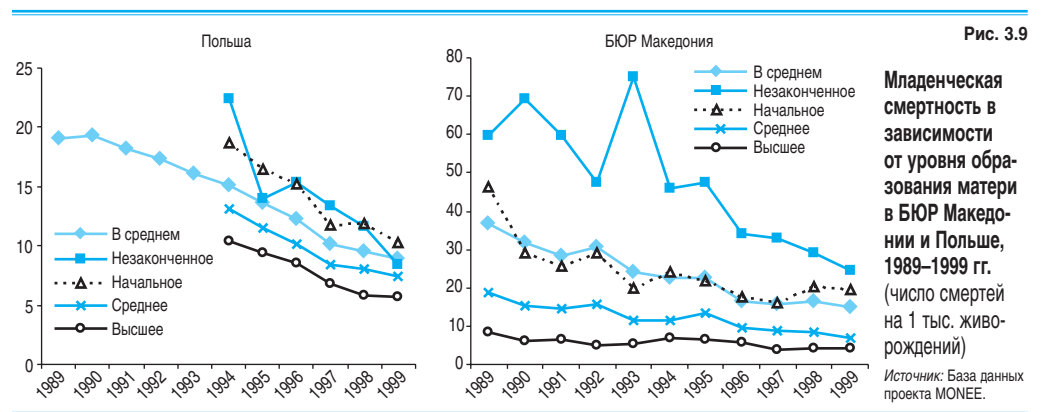 Рис. 3.9
Младенческая
смертность в
зависимости
от уровня обра-
зования матери
в БЮР Македо-
нии и Польше,
1989–1999 гг.
(число смертей
на 1 тыс. живо-
рождений)
Источник: База данных
проекта MONEE.
Польша
25
20
15
10
5
0
В среднем
Незаконченное
Начальное
Среднее
Высшее
1989 1990 1991 1992 1993 1994 1995 1996 1997 1998 1999
БЮР Македония
80
70
60
50
40
30
20
10
0
В среднем
Незаконченное
Начальное
Среднее
Высшее
1989 1990 1991 1992 1993 1994 1995 1996 1997 1998 1999